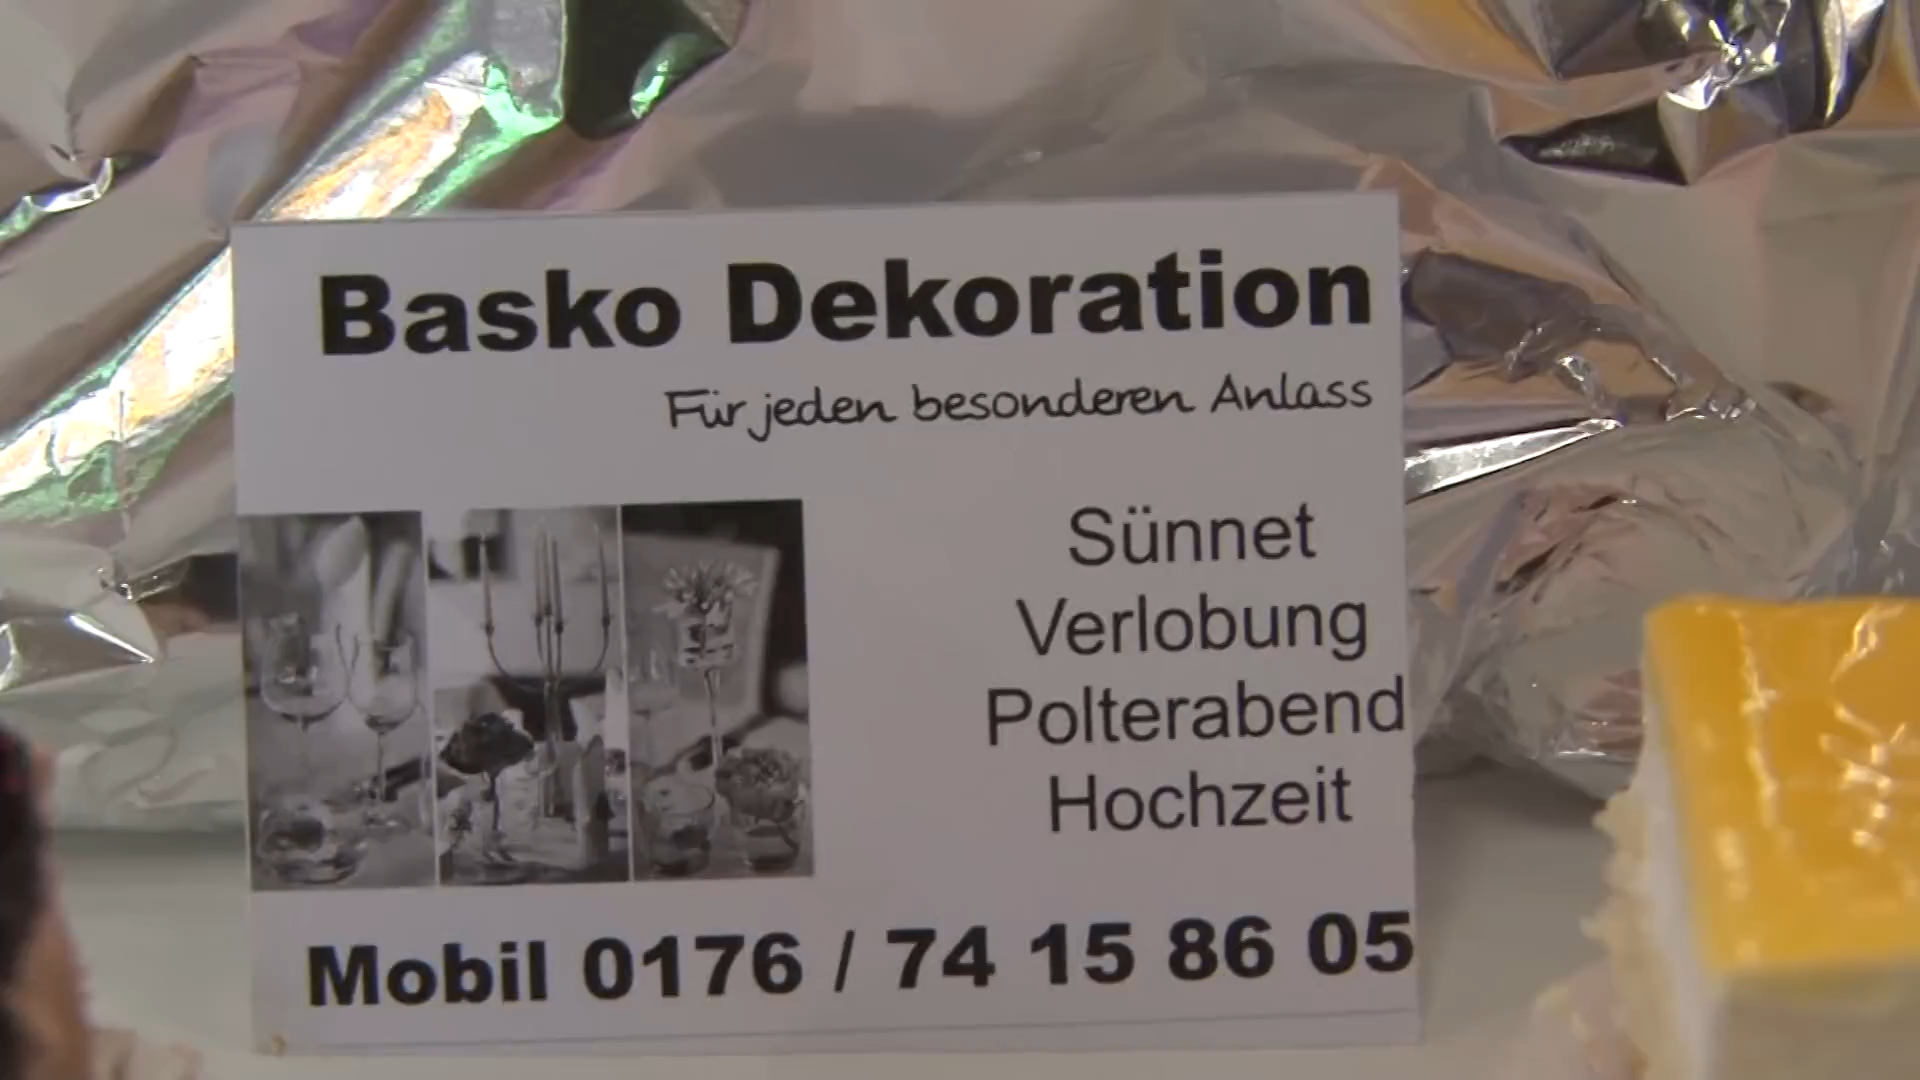 Basko Dekoration
Für jeden besonderen Anlass
Sünnet
Verlobung
Polterabend
Hochzeit
Mobil 0176 / 74 15 86 05